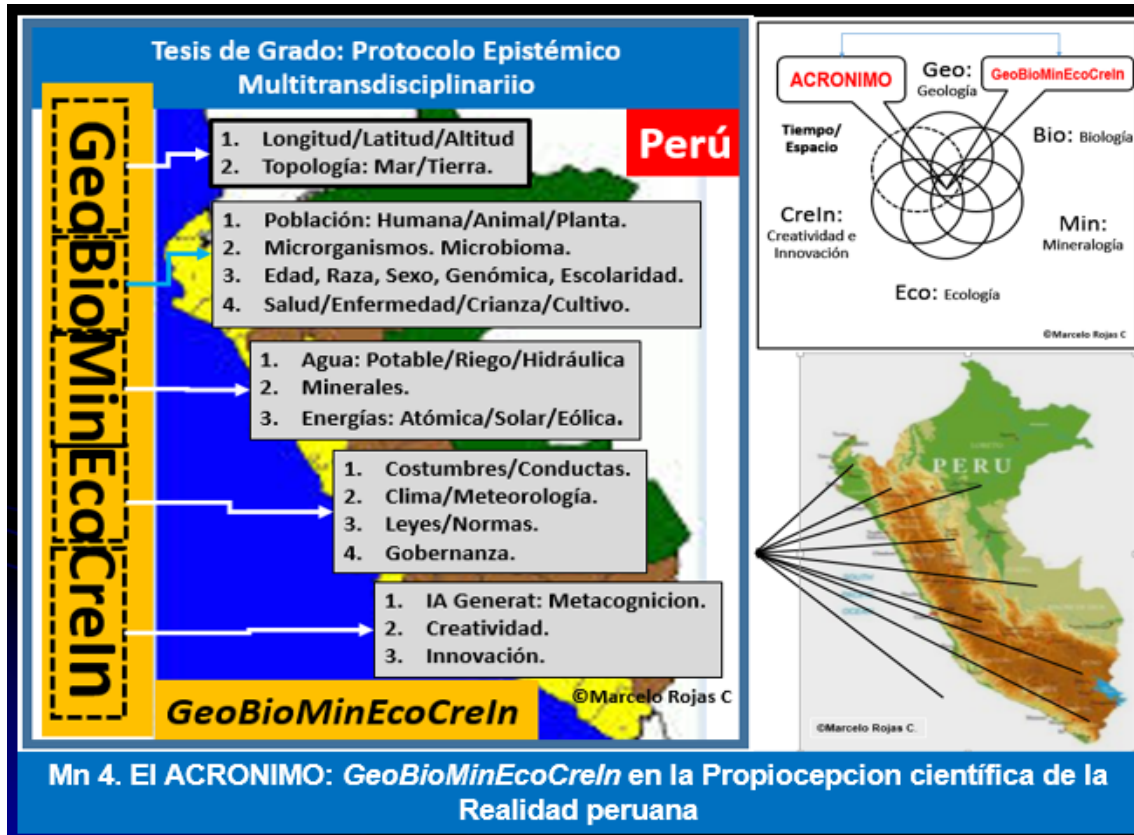 Tesis de Grado: Protocolo Epistémico
Multitransdisciplinariio
GeoBioMinEcoCreIn
Perú
1. Longitud/Latitud/Altitud
2. Topología: Mar/Tierra.
1. Población: Humana/Animal/Planta.
2. Microrganismos. Microbioma.
3. Edad, Raza, Sexo, Genómica, Escolaridad.
4. Salud/Enfermedad/Crianza/Cultivo.
1. Agua: Potable/Riego/Hidráulica
2. Minerales.
3. Energías: Atómica/Solar/Eólica.
1. Costumbres/Conductas.
2. Clima/Meteorología.
3. Leyes/Normas.
4. Gobernanza.
1. IA Generat: Metacognicion.
2. Creatividad.
3. Innovación.
©Marcelo Rojas C
GeoBioMinEcoCreIn
ACRONIMO
Geo:
Geología
GeoBioMinEcoCreIn
Tiempo/
Espacio
Bio: Biología
CreIn:
Creatividad e
Innovación
Min:
Mineralogía
Eco: Ecología
©Marcelo Rojas C
PERU
©Marcelo Rojas C.
Mn 4. El ACRONIMO: GeoBioMinEcoCreIn en la Propiocepcion científica de la
Realidad peruana